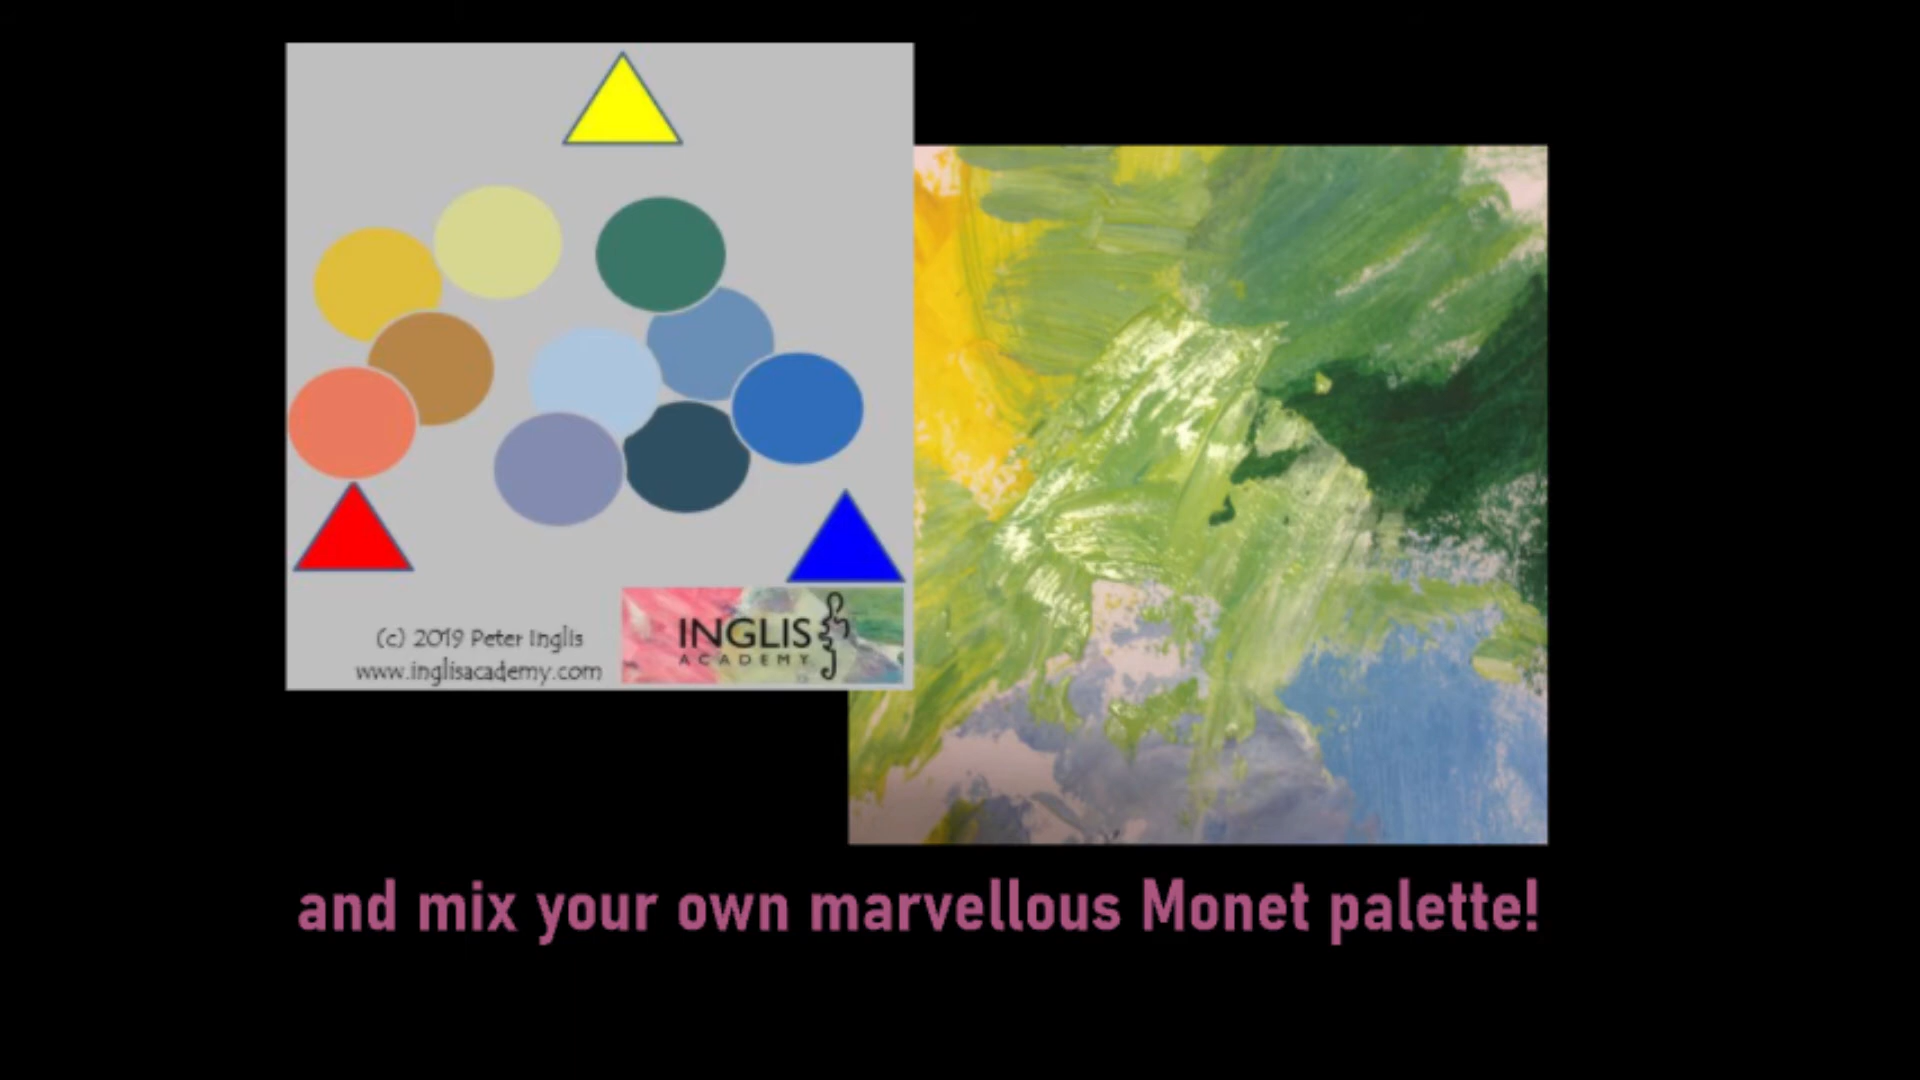 (c) 2019 Peter Inglis
www.inglisacademy.com
INGLIS
ACADEMY
and mix your own marvellous Monet palette!